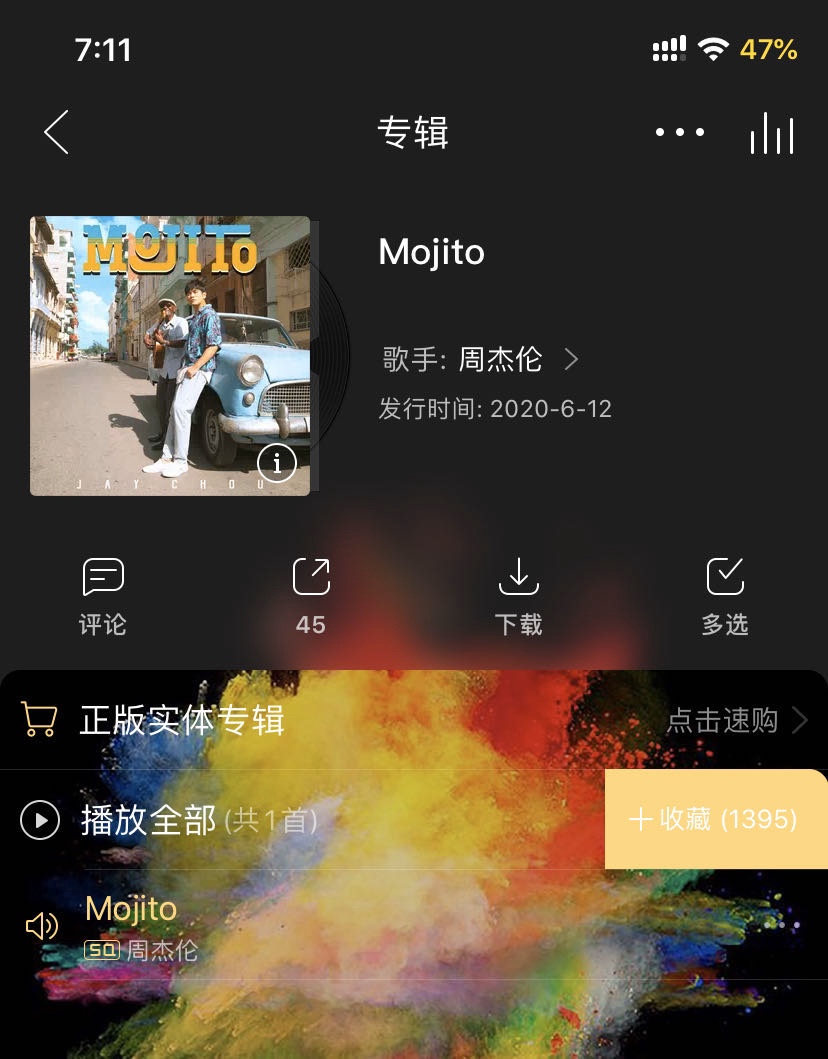 7:11
47%
专辑
MOJITO
JAY CHOU
Mojito
歌手: 周杰伦
发行时间: 2020-6-12
评论
45
下载
多选
正版实体专辑
点击速购
播放全部 (共1首)
收藏 (1395)
Mojito
SQ 周杰伦